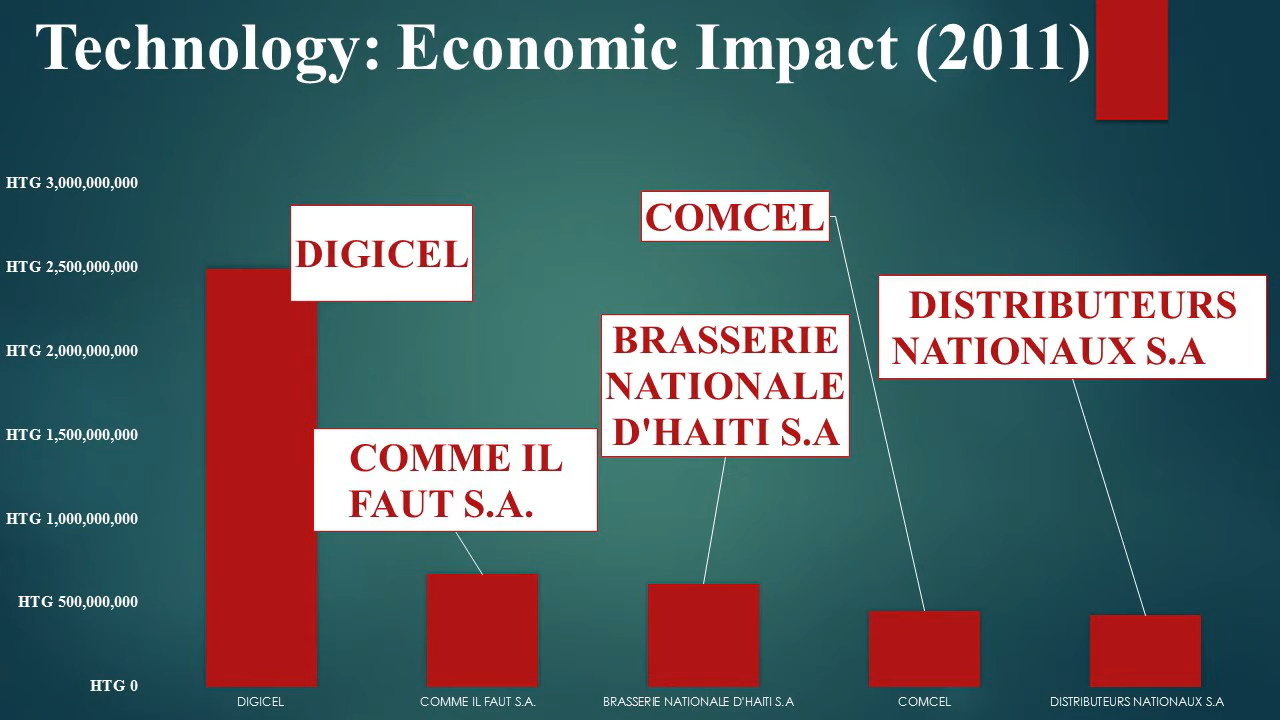 Technology: Economic Impact (2011)
HTG 3,000,000,000
HTG 2,500,000,000
HTG 2,000,000,000
HTG 1,500,000,000
HTG 1,000,000,000
HTG 500,000,000
HTG 0
DIGICEL
COMME IL
FAUT S.A.
BRASSERIE
NATIONALE
D'HAITI S.A
COMCEL
DISTRIBUTEURS
NATIONAUX S.A
DIGICEL
COMME IL FAUT S.A.
BRASSERIE NATIONALE D'HAITI S.A
COMCEL
DISTRIBUTEURS NATIONAUX S.A